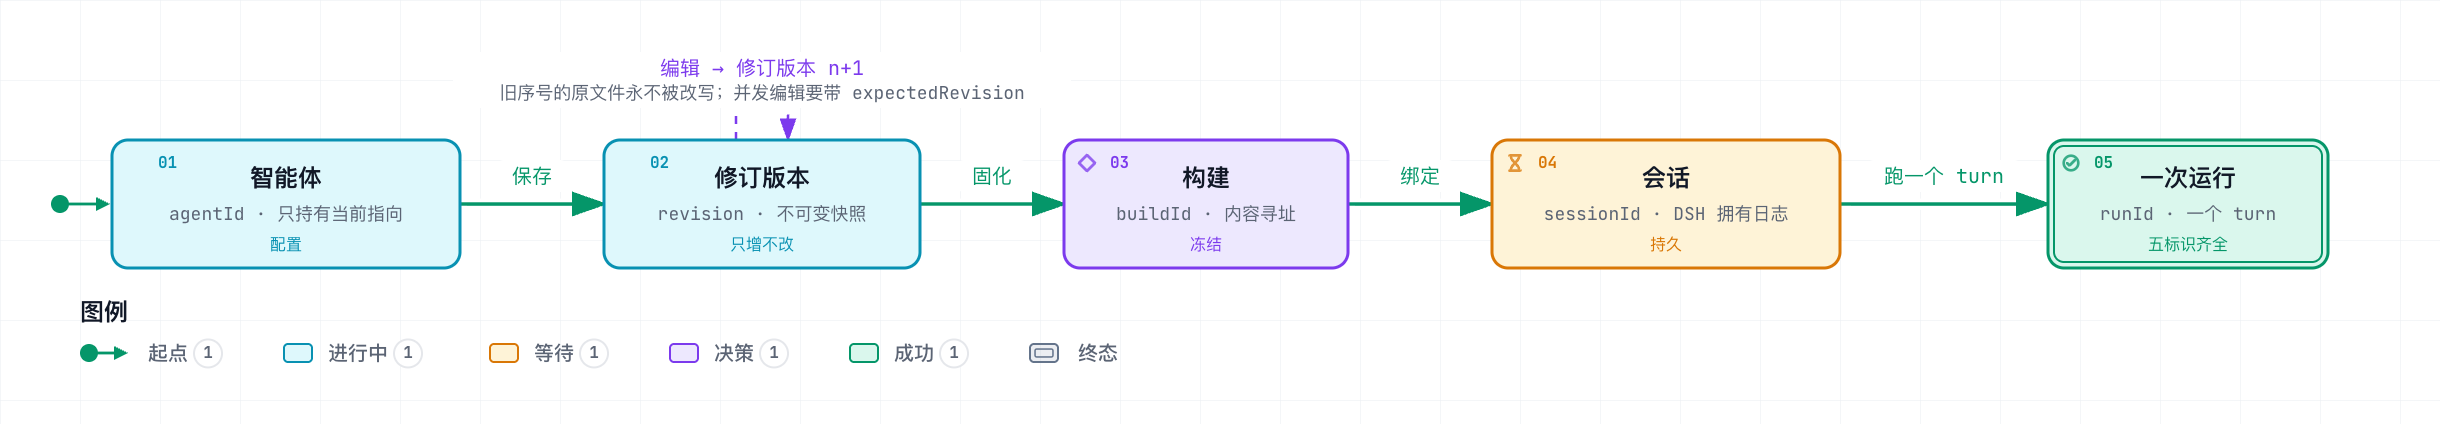 编辑 → 修订版本 n+1
旧序号的原文件永不被改写；并发编辑要带 expectedRevision
01
智能体
agentId · 只持有当前指向
配置
保存
02
修订版本
revision · 不可变快照
只增不改
固化
03
构建
buildId · 内容寻址
冻结
绑定
04
会话
sessionId · DSH 拥有日志
持久
跑一个 turn
05
一次运行
runId · 一个 turn
五标识齐全
图例
起点 1
进行中 1
等待 1
决策 1
成功 1
终态